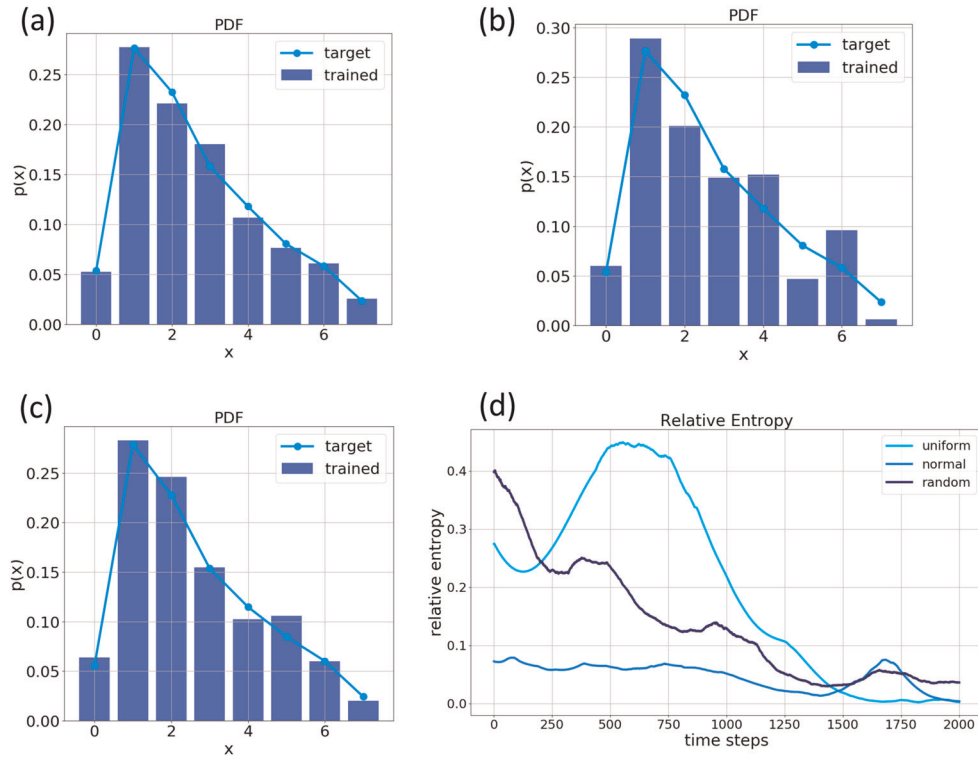 (a)
PDF
target
trained
p(x)
0.25
0.20
0.15
0.10
0.05
0.00
0 2 4 6
x
(b)
PDF
target
trained
p(x)
0.30
0.25
0.20
0.15
0.10
0.05
0.00
0 2 4 6
x
(c)
PDF
target
trained
p(x)
0.25
0.20
0.15
0.10
0.05
0.00
0 2 4 6
x
(d)
Relative Entropy
uniform
normal
random
relative entropy
0.4
0.3
0.2
0.1
0.0
0 250 500 750 1000 1250 1500 1750 2000
time steps